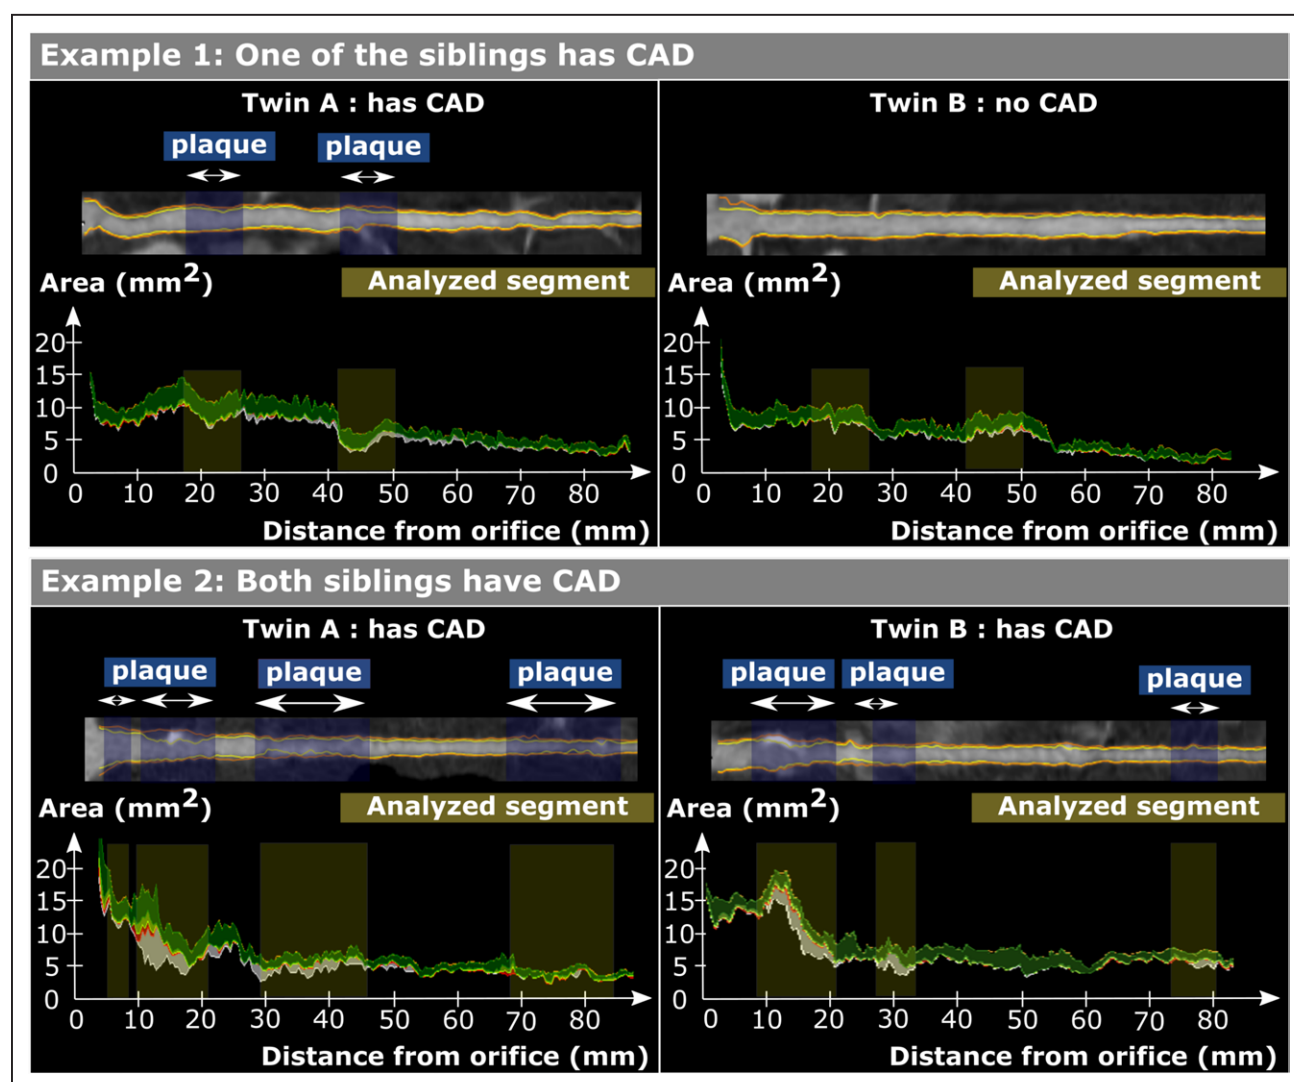 Example 1: One of the siblings has CAD
Twin A : has CAD
plaque plaque
Area (mm2)
Analyzed segment
20
15
10
5
0
0 10 20 30 40 50 60 70 80
Distance from orifice (mm)
Twin B : no CAD
Area (mm2)
Analyzed segment
20
15
10
5
0
0 10 20 30 40 50 60 70 80
Distance from orifice (mm)
Example 2: Both siblings have CAD
Twin A : has CAD
plaque plaque plaque
Area (mm2)
Analyzed segment
20
15
10
5
0
0 10 20 30 40 50 60 70 80
Distance from orifice (mm)
Twin B : has CAD
plaque plaque plaque
Area (mm2)
Analyzed segment
20
15
10
5
0
0 10 20 30 40 50 60 70 80
Distance from orifice (mm)